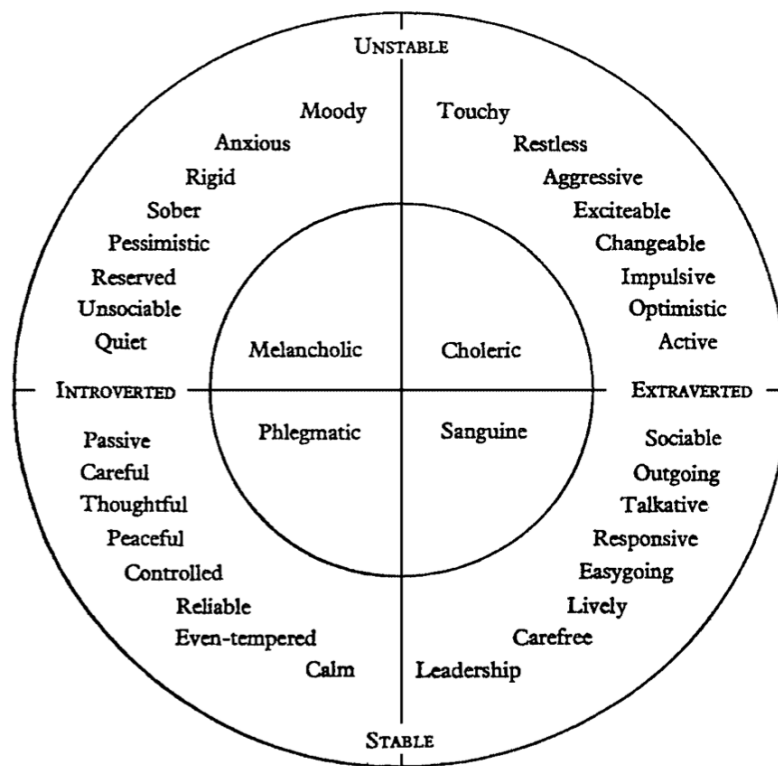 UNSTABLE
Moody
Touchy
Anxious
Restless
Rigid
Aggressive
Sober
Exciteable
Pessimistic
Changeable
Reserved
Impulsive
Unsociable
Optimistic
Quiet
Melancholic
Choleric
Active
INTROVERTED
EXTRAVERTED
Passive
Phlegmatic
Sanguine
Sociable
Careful
Outgoing
Thoughtful
Talkative
Peaceful
Responsive
Controlled
Easygoing
Reliable
Lively
Even-tempered
Carefree
Calm
Leadership
STABLE